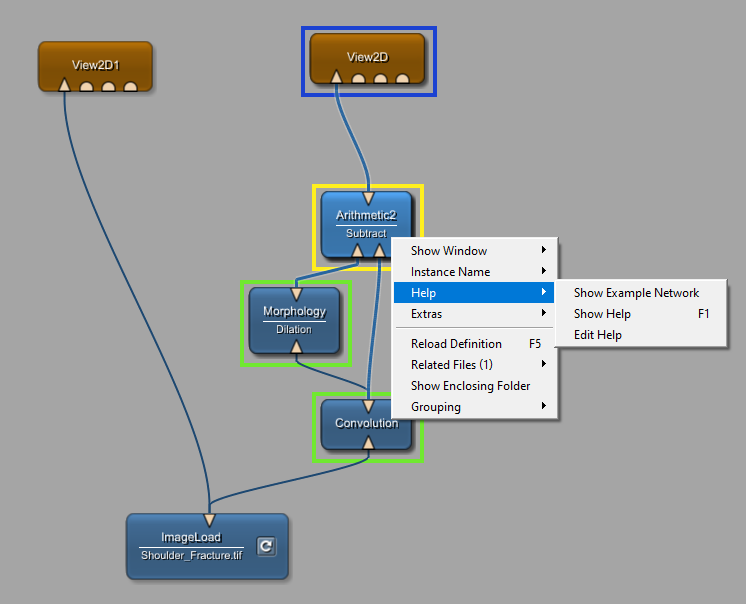 View2D1
View2D
Arithmetic2
Subtract
Show Window
Instance Name
Help
Extras
Reload Definition F5
Related Files (1)
Show Enclosing Folder
Grouping
Show Example Network
Show Help F1
Edit Help
Morphology
Dilation
Convolution
ImageLoad
Shoulder_Fracture.tif